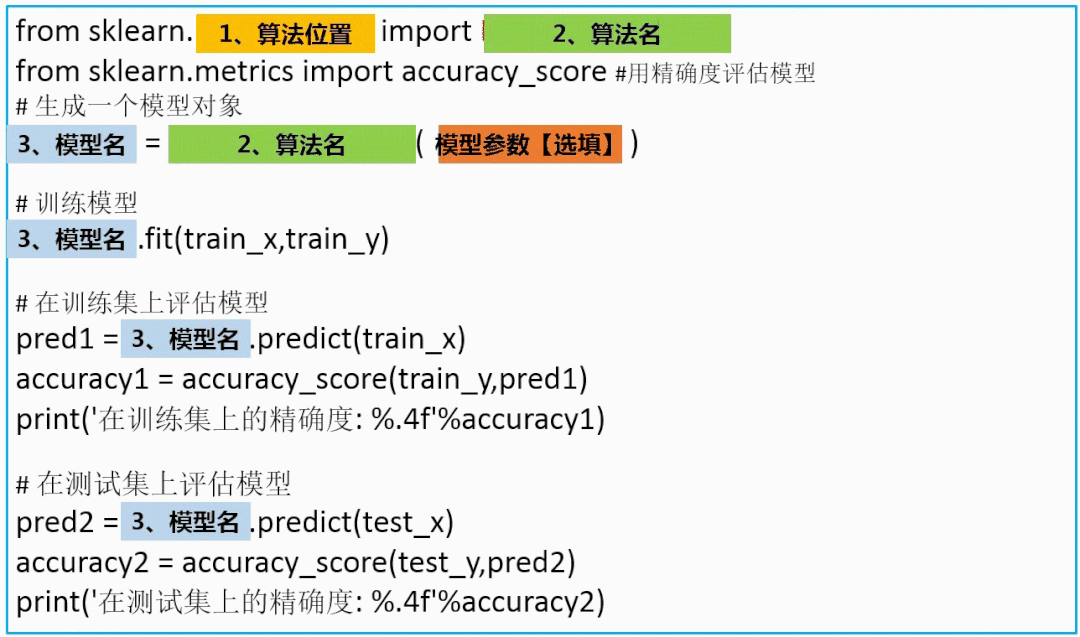 from sklearn. 1、算法位置 import 2、算法名
from sklearn.metrics import accuracy_score #用精确度评估模型
# 生成一个模型对象
3、模型名 = 2、算法名 ( 模型参数【选填】 )
# 训练模型
3、模型名 .fit(train_x,train_y)
# 在训练集上评估模型
pred1 = 3、模型名 .predict(train_x)
accuracy1 = accuracy_score(train_y,pred1)
print('在训练集上的精确度: %.4f'%accuracy1)
# 在测试集上评估模型
pred2 = 3、模型名 .predict(test_x)
accuracy2 = accuracy_score(test_y,pred2)
print('在测试集上的精确度: %.4f'%accuracy2)